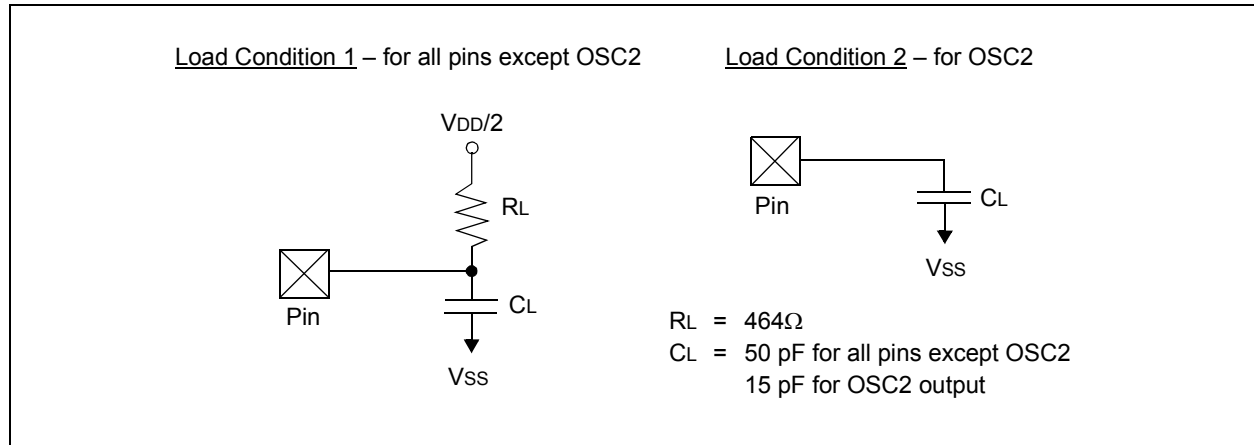 Load Condition 1 – for all pins except OSC2
VDD/2
RL
Pin
CL
VSS
Load Condition 2 – for OSC2
Pin
CL
VSS
RL = 464Ω
CL = 50 pF for all pins except OSC2
15 pF for OSC2 output